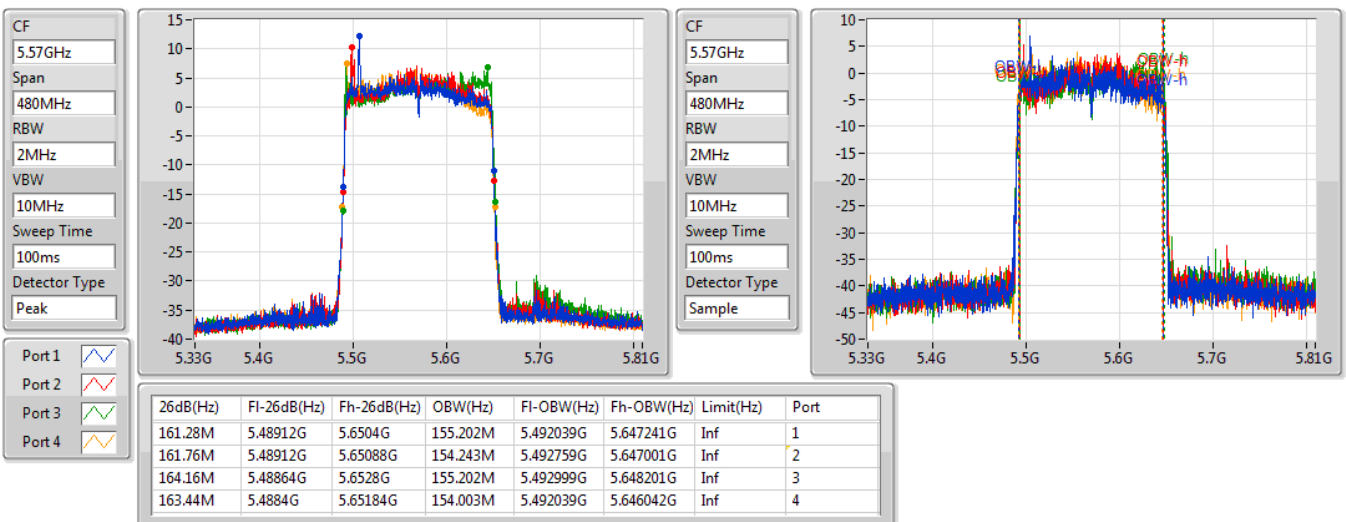 CF
5.57GHz
Span
480MHz
RBW
2MHz
VBW
10MHz
Sweep Time
100ms
Detector Type
Peak
15
10
5
0
-5
-10
-15
-20
-25
-30
-35
-40
5.33G 5.4G 5.5G 5.6G 5.7G 5.81G
CF
5.57GHz
Span
480MHz
RBW
2MHz
VBW
10MHz
Sweep Time
100ms
Detector Type
Sample
10
5
0
-5
-10
-15
-20
-25
-30
-35
-40
-45
-50
OBW-h
OBW-h
5.33G 5.4G 5.5G 5.6G 5.7G 5.81G
Port 1
Port 2
Port 3
Port 4
26dB(Hz) Fl-26dB(Hz) Fh-26dB(Hz) OBW(Hz) Fl-OBW(Hz) Fh-OBW(Hz) Limit(Hz) Port
161.28M 5.48912G 5.6504G 155.202M 5.492039G 5.647241G Inf 1
161.76M 5.48912G 5.65088G 154.243M 5.492759G 5.647001G Inf 2
164.16M 5.48864G 5.6528G 155.202M 5.492999G 5.648201G Inf 3
163.44M 5.4884G 5.65184G 154.003M 5.492039G 5.646042G Inf 4